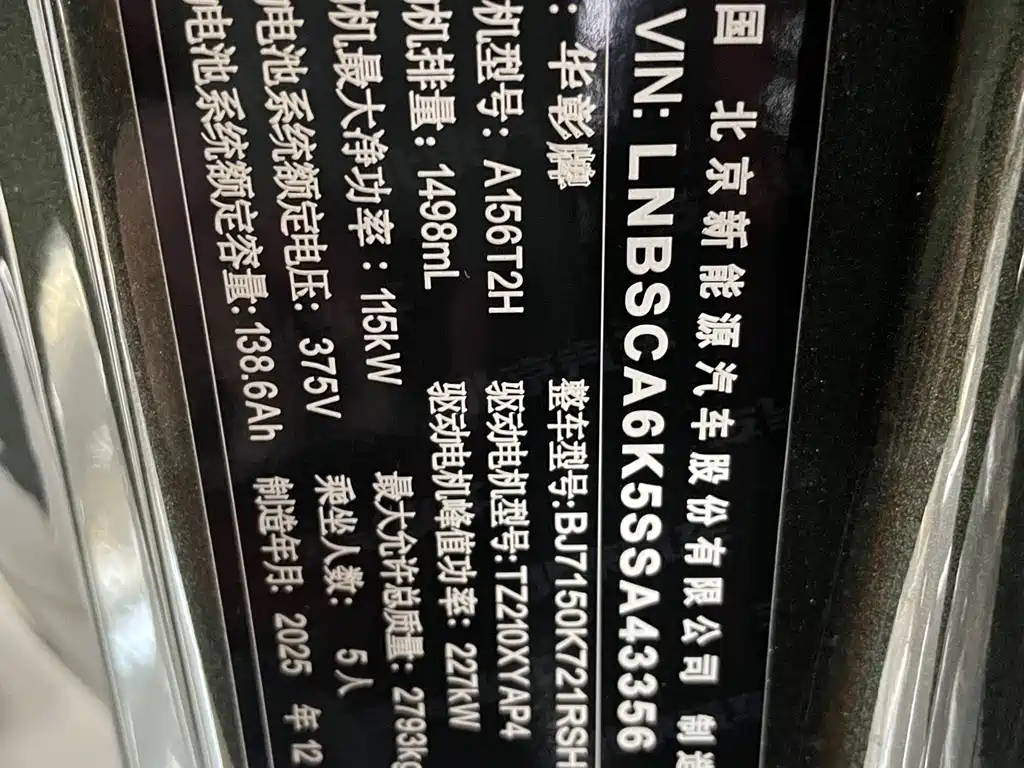 国 北京新能源汽车股份有限公司 制造
VIN: LNBSCA6K5SSA43356
: 华彰牌 整车型号:BJ7150K721RSH
机型号: A156T2H 驱动电机型号:TZ210XYAP4
机排量: 1498mL 驱动电机峰值功率: 227kW
机最大净功率: 115kW 最大允许总质量: 2793kg
电池系统额定电压: 375V 乘坐人数: 5人
电池系统额定容量:138.6Ah 制造年月: 2025 年 12